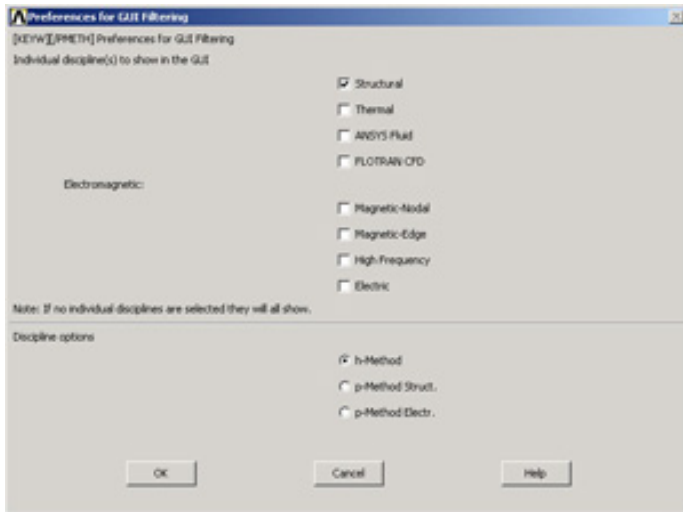 Preferences for GUI Filtering
[KEYW][/PMETH] Preferences for GUI Filtering
Individual discipline(s) to show in the GUI
Structural
Thermal
ANSYS Fluid
FLOTRAN CFD
Electromagnetic:
Magnetic-Nodal
Magnetic-Edge
High Frequency
Electric
Note: If no individual disciplines are selected they will all show.
Discipline options
h-Method
p-Method Struct.
p-Method Electr.
OK Cancel Help